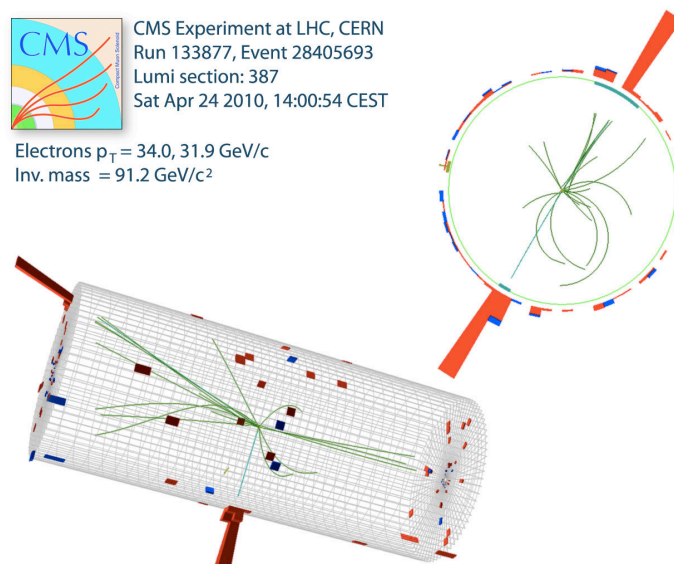 CMS
Compact Muon Solenoid
CMS Experiment at LHC, CERN
Run 133877, Event 28405693
Lumi section: 387
Sat Apr 24 2010, 14:00:54 CEST
Electrons pT = 34.0, 31.9 GeV/c
Inv. mass = 91.2 GeV/c²